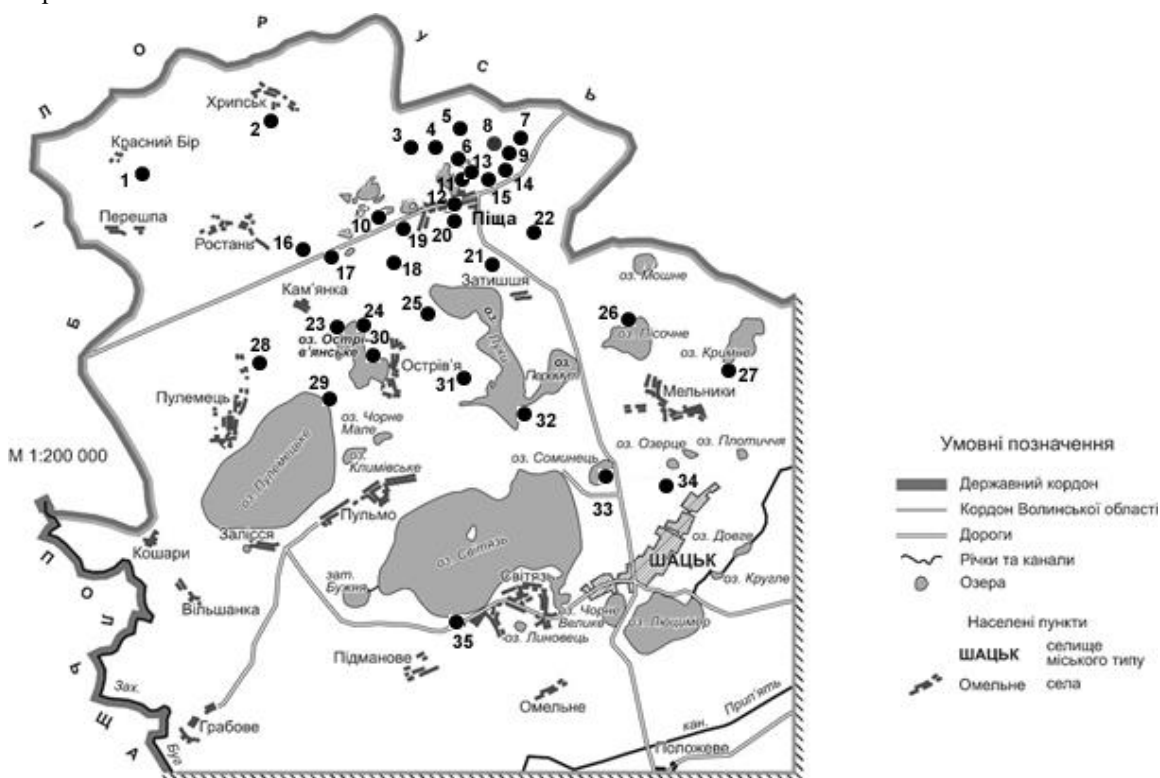 БІЛОРУСЬ
Хрипськ
5
7
2
8
3
4
6
Красний Бір
9
13
1
11
14
15
12
Перешпа
10
Піща
22
Ростань
20
16
19
17
18
21
оз. Мошне
Затишшя
Кам'янка
25
26
24
оз. Пісочне
23
оз. Острів'янське
30
оз. Луки
оз. Кримне
28
оз. Перемут
27
Острів'я
31
Пулемець
Мельники
29
32
оз. Чорне Мале
оз. Озерце
оз. Плотиччя
М 1:200 000
оз. Пулемецьке
оз. Климівське
оз. Соминець
34
33
Пульмо
оз. Світязь
Залісся
оз. Довге
Кошари
ШАЦЬК
зат. Бужня
Світязь
оз. Кругле
Вільшанка
оз. Чорне Велике
оз. Люцимер
35
оз. Линовець
Підманове
ПОЛЬЩА
Зах. Буг
Омельне
Грабове
кан. Прип'ять
Положеве
Умовні позначення
Державний кордон
Кордон Волинської області
Дороги
Річки та канали
Озера
Населені пункти
ШАЦЬК
селище
міського типу
Омельне
села